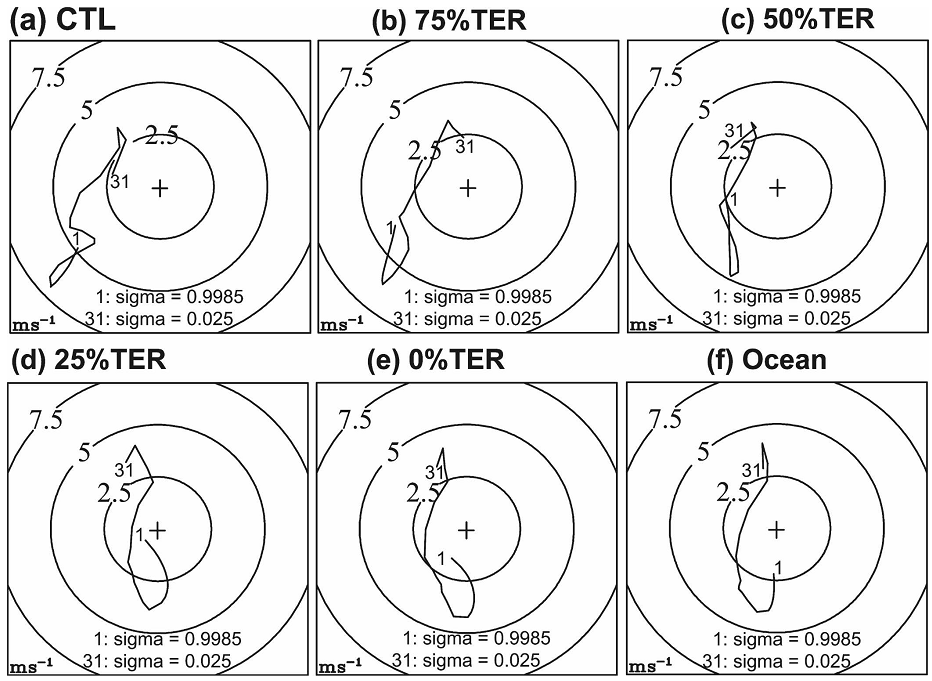 (a) CTL
7.5
5
2.5
31
1
1: sigma = 0.9985
31: sigma = 0.025
ms⁻¹
(b) 75%TER
7.5
5
2.5
31
1
1: sigma = 0.9985
31: sigma = 0.025
ms⁻¹
(c) 50%TER
7.5
5
31
2.5
1
1: sigma = 0.9985
31: sigma = 0.025
ms⁻¹
(d) 25%TER
7.5
5
31
2.5
1
1: sigma = 0.9985
31: sigma = 0.025
ms⁻¹
(e) 0%TER
7.5
5
31
2.5
1
1: sigma = 0.9985
31: sigma = 0.025
ms⁻¹
(f) Ocean
7.5
5
31
2.5
1
1: sigma = 0.9985
31: sigma = 0.025
ms⁻¹